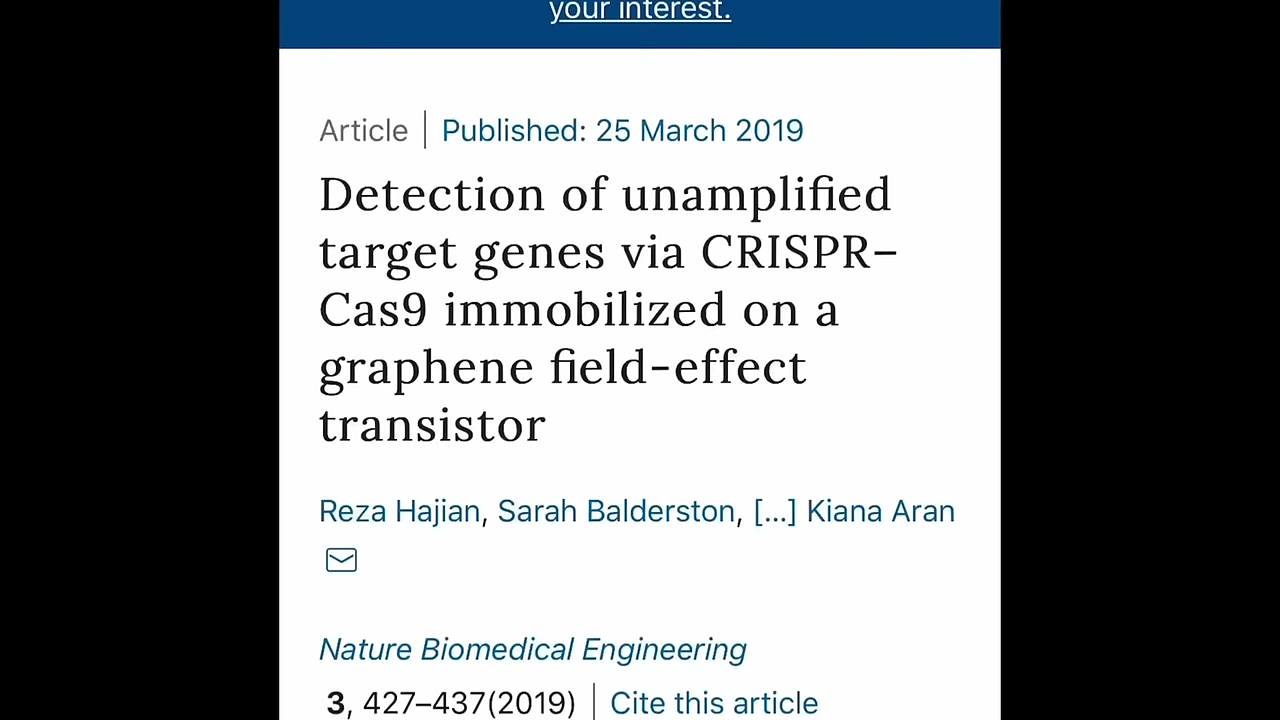 your interest.
Article | Published: 25 March 2019
Detection of unamplified
target genes via CRISPR–
Cas9 immobilized on a
graphene field-effect
transistor
Reza Hajian, Sarah Balderston, [...] Kiana Aran
Nature Biomedical Engineering
3, 427–437(2019) | Cite this article